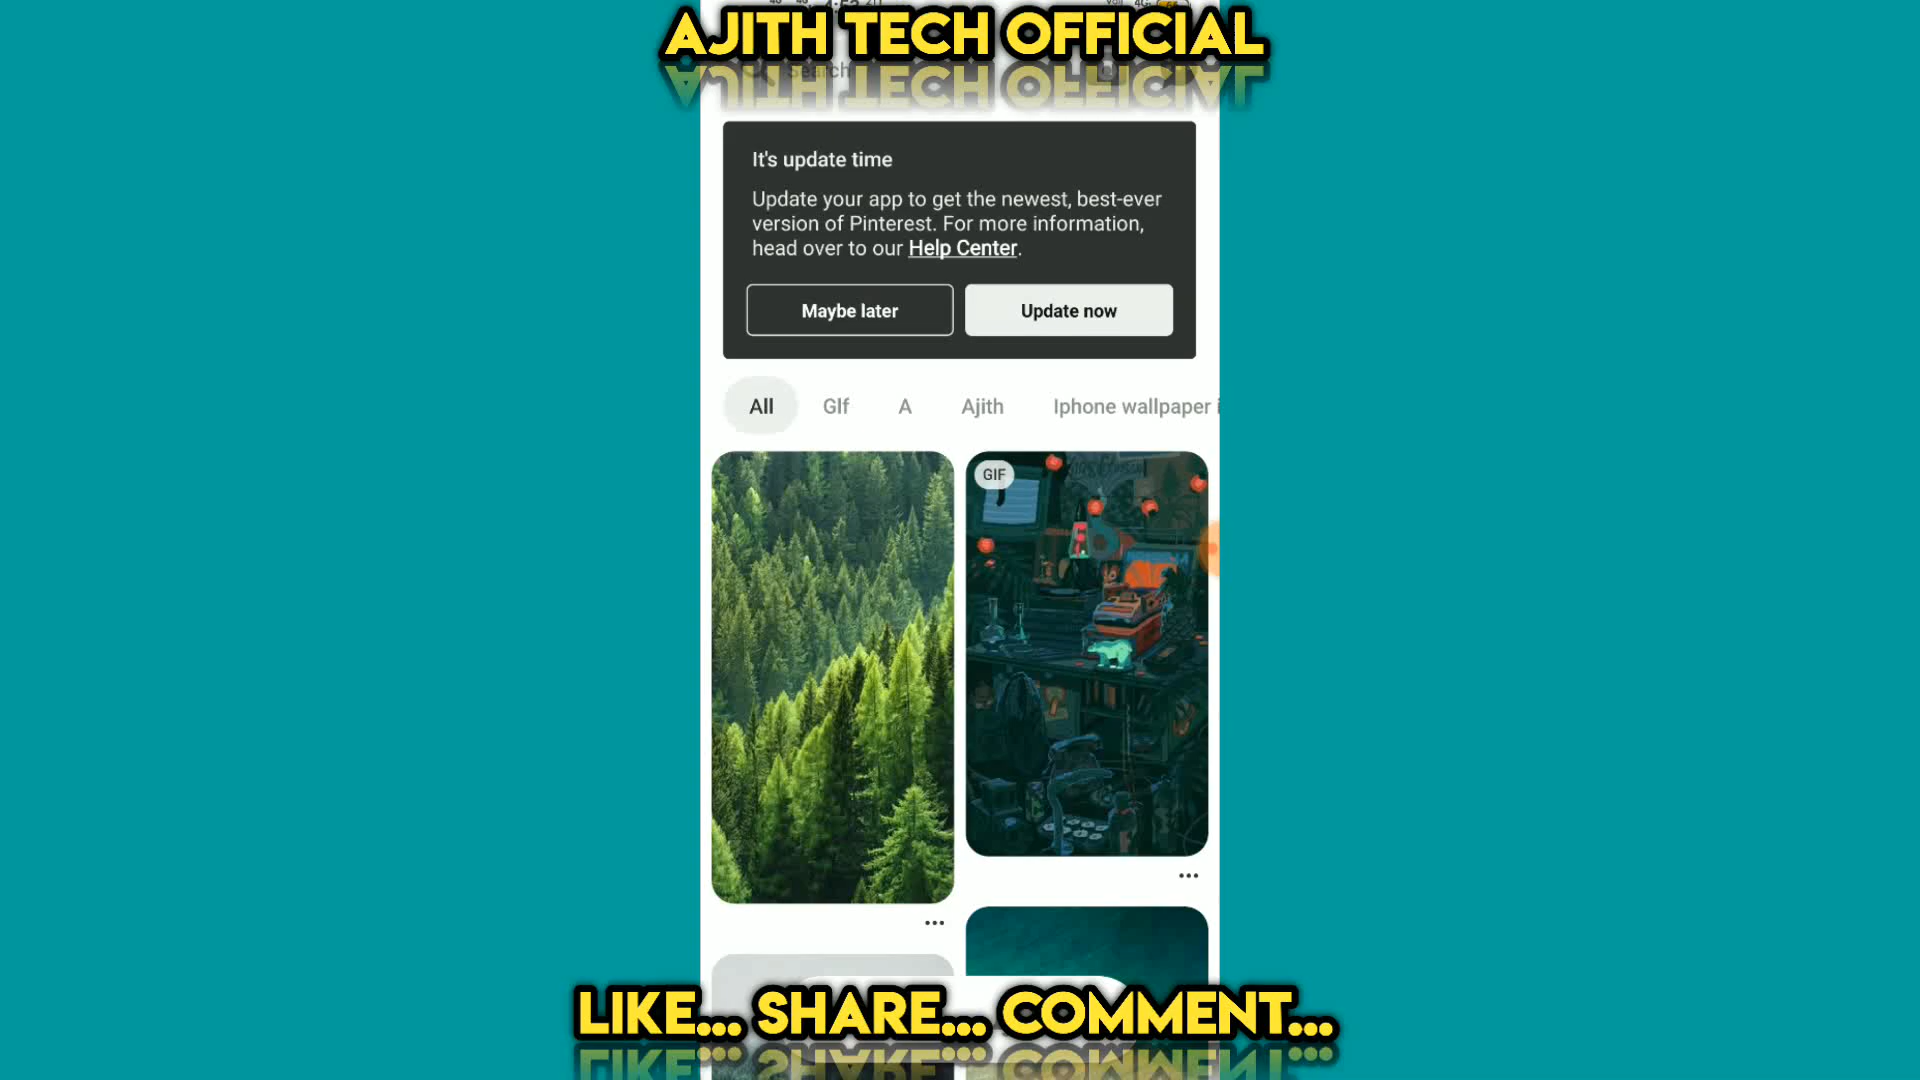 AJITH TECH OFFICIAL
Search
It's update time
Update your app to get the newest, best-ever
version of Pinterest. For more information,
head over to our Help Center.
Maybe later
Update now
All
GIf
A
Ajith
Iphone wallpaper i
GIF
LIKE... SHARE... COMMENT...